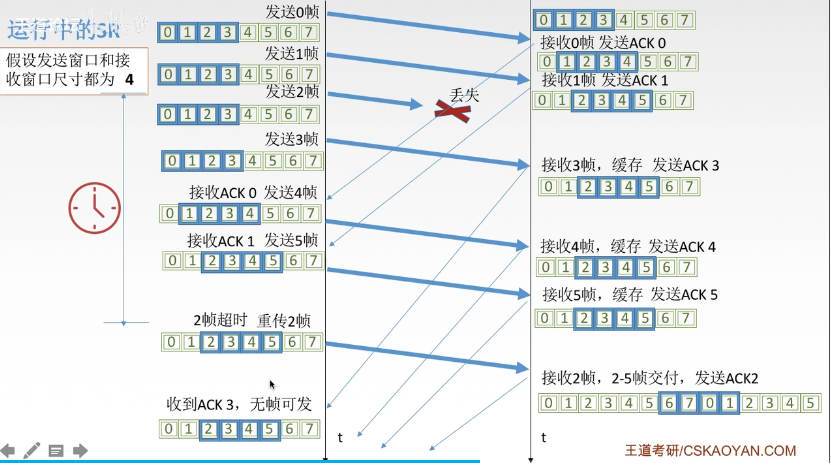 运行中的SR
假设发送窗口和接
收窗口尺寸都为 4
发送0帧
0 1 2 3 4 5 6 7
发送1帧
0 1 2 3 4 5 6 7
发送2帧
0 1 2 3 4 5 6 7
发送3帧
0 1 2 3 4 5 6 7
接收ACK 0 发送4帧
0 1 2 3 4 5 6 7
接收ACK 1 发送5帧
0 1 2 3 4 5 6 7
2帧超时 重传2帧
0 1 2 3 4 5 6 7
收到ACK 3，无帧可发
0 1 2 3 4 5 6 7
丢失
t
0 1 2 3 4 5 6 7
接收0帧 发送ACK 0
0 1 2 3 4 5 6 7
接收1帧 发送ACK 1
0 1 2 3 4 5 6 7
接收3帧，缓存 发送ACK 3
0 1 2 3 4 5 6 7
接收4帧，缓存 发送ACK 4
0 1 2 3 4 5 6 7
接收5帧，缓存 发送ACK 5
0 1 2 3 4 5 6 7
接收2帧，2-5帧交付，发送ACK2
0 1 2 3 4 5 6 7 0 1 2 3 4 5
t
王道考研/CSKAOYAN.COM